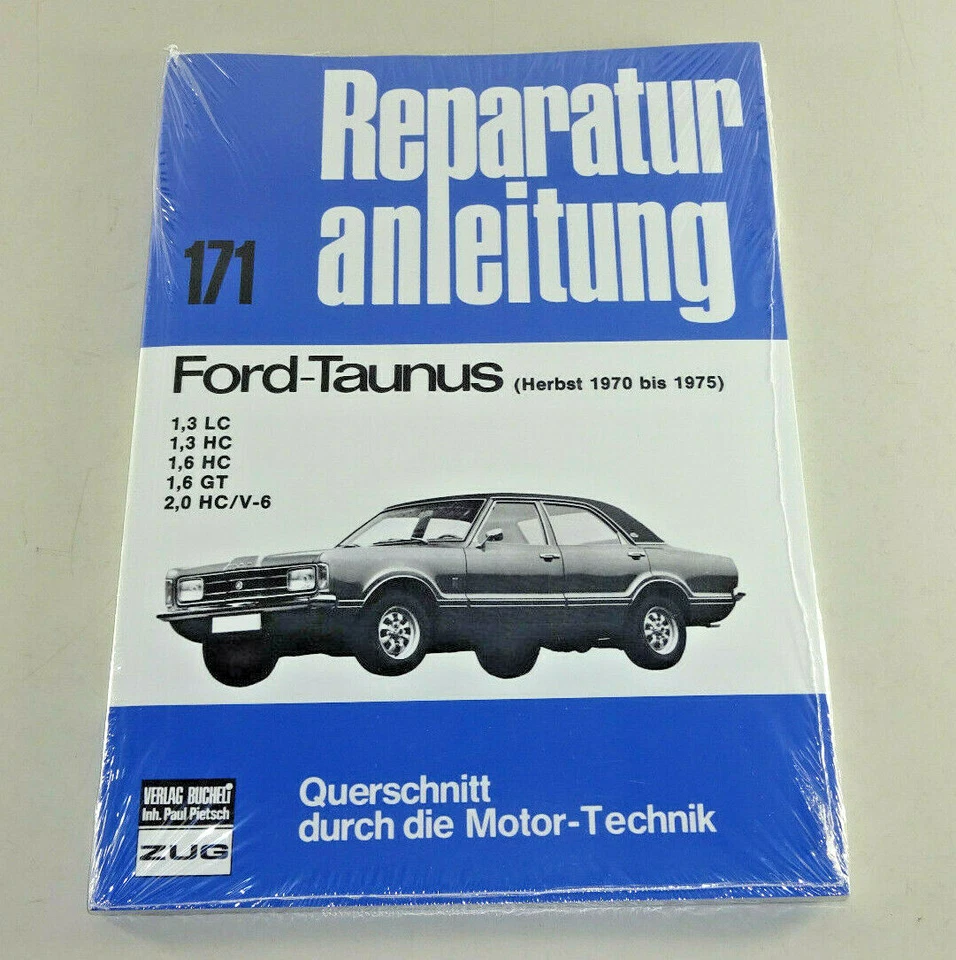 Reparatur
anleitung
171
Ford-Taunus (Herbst 1970 bis 1975)
1,3 LC
1,3 HC
1,6 HC
1,6 GT
2,0 HC/V-6
Querschnitt
durch die Motor-Technik
VERLAG BUCHELi
Inh. Paul Pietsch
ZUG